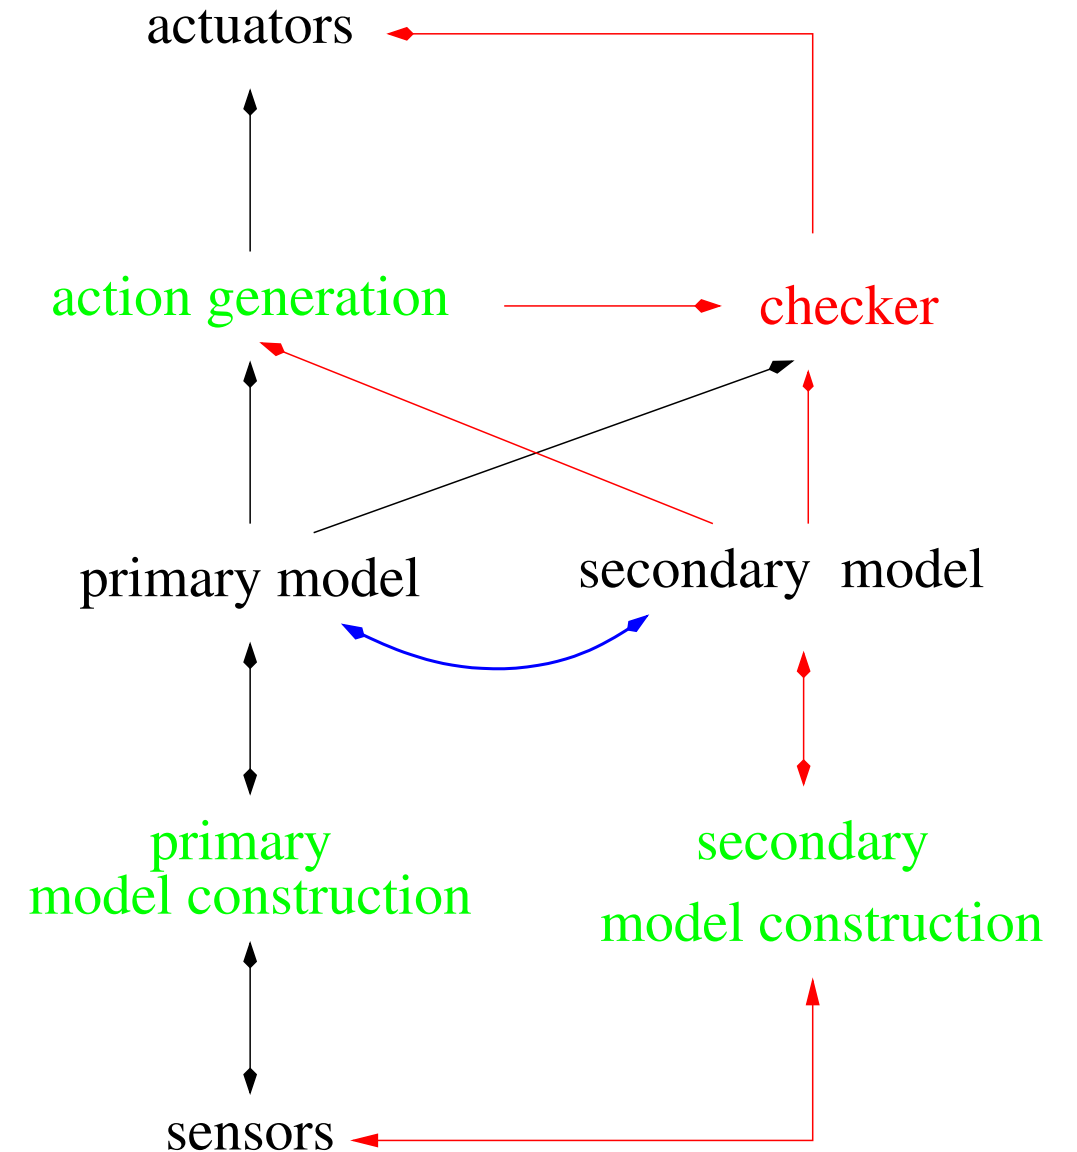 actuators
action generation
checker
primary model
secondary model
primary
model construction
secondary
model construction
sensors